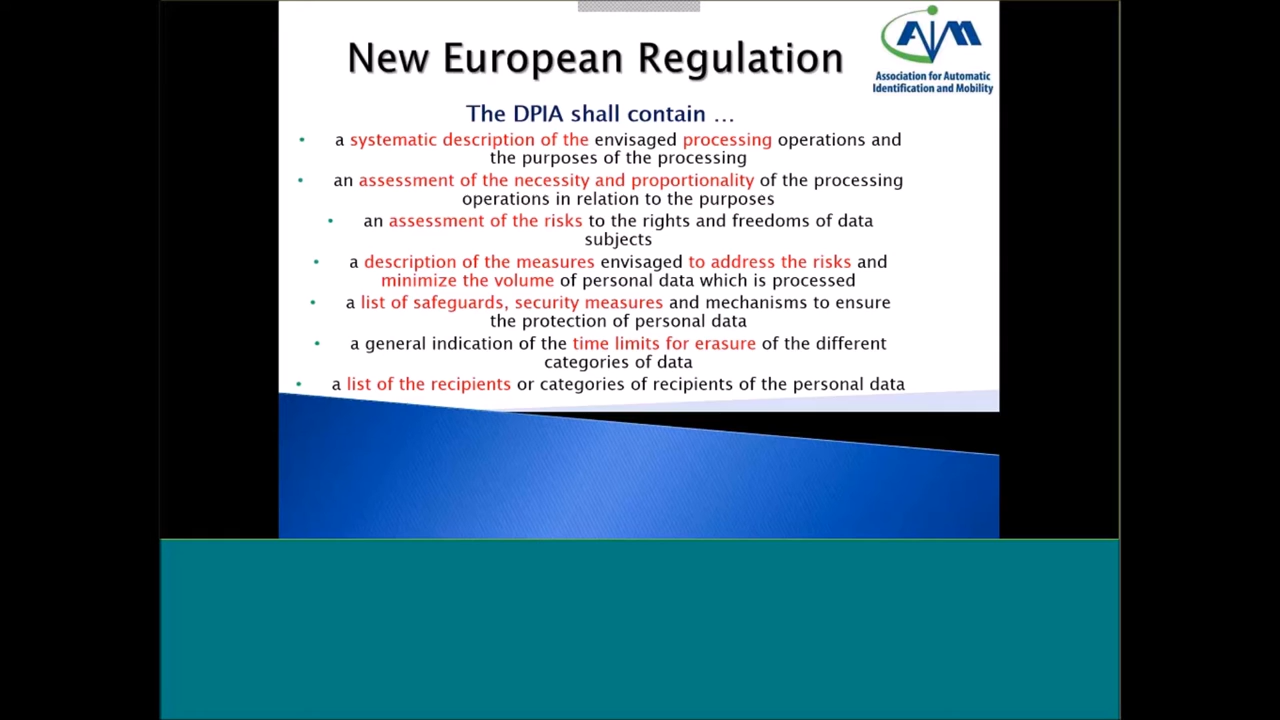 New European Regulation
AIM
Association for Automatic
Identification and Mobility
The DPIA shall contain …
• a systematic description of the envisaged processing operations and
the purposes of the processing
• an assessment of the necessity and proportionality of the processing
operations in relation to the purposes
• an assessment of the risks to the rights and freedoms of data
subjects
• a description of the measures envisaged to address the risks and
minimize the volume of personal data which is processed
• a list of safeguards, security measures and mechanisms to ensure
the protection of personal data
• a general indication of the time limits for erasure of the different
categories of data
• a list of the recipients or categories of recipients of the personal data